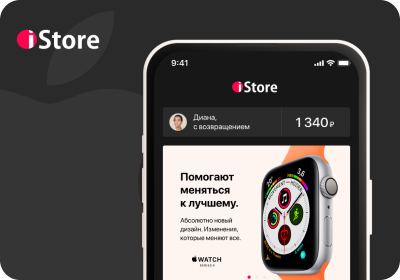 iStore
9:41
iStore
Диана,
с возвращением
1 340 ₽
Помогают
меняться
к лучшему.
Абсолютно новый
дизайн. Изменения,
которые меняют все.
WATCH
SERIES 4